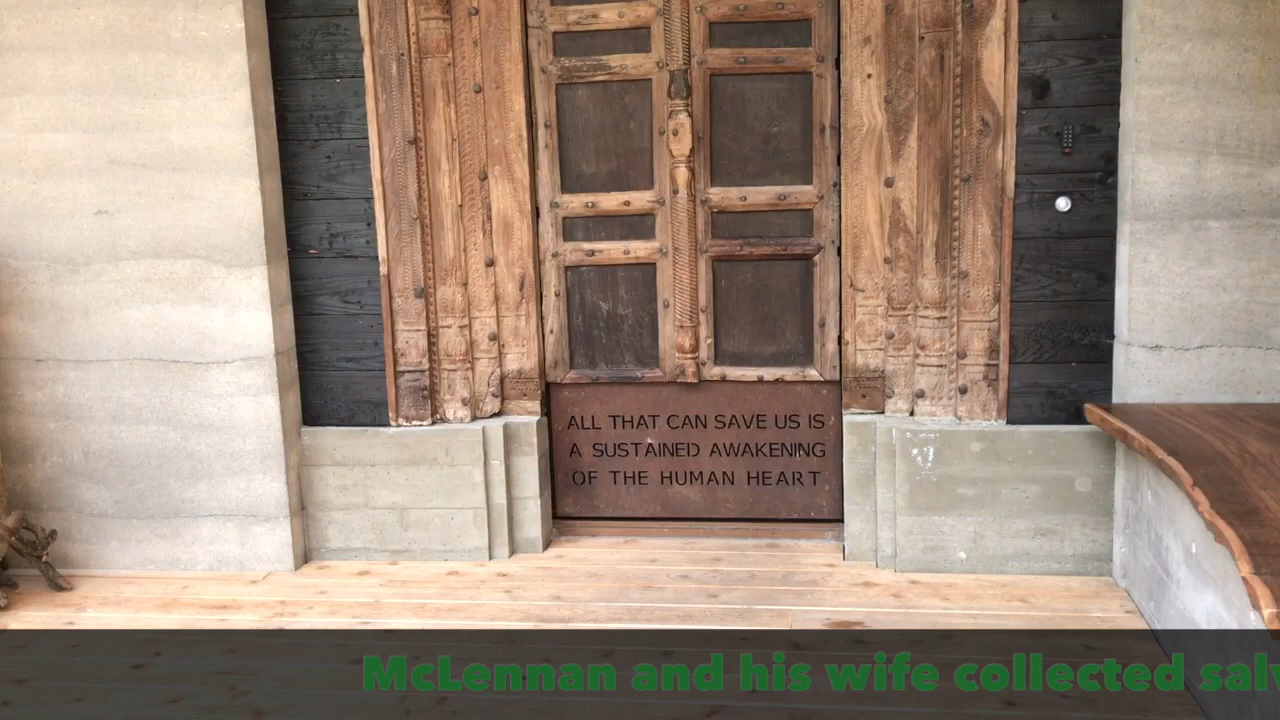 ALL THAT CAN SAVE US IS
A SUSTAINED AWAKENING
OF THE HUMAN HEART
McLennan and his wife collected